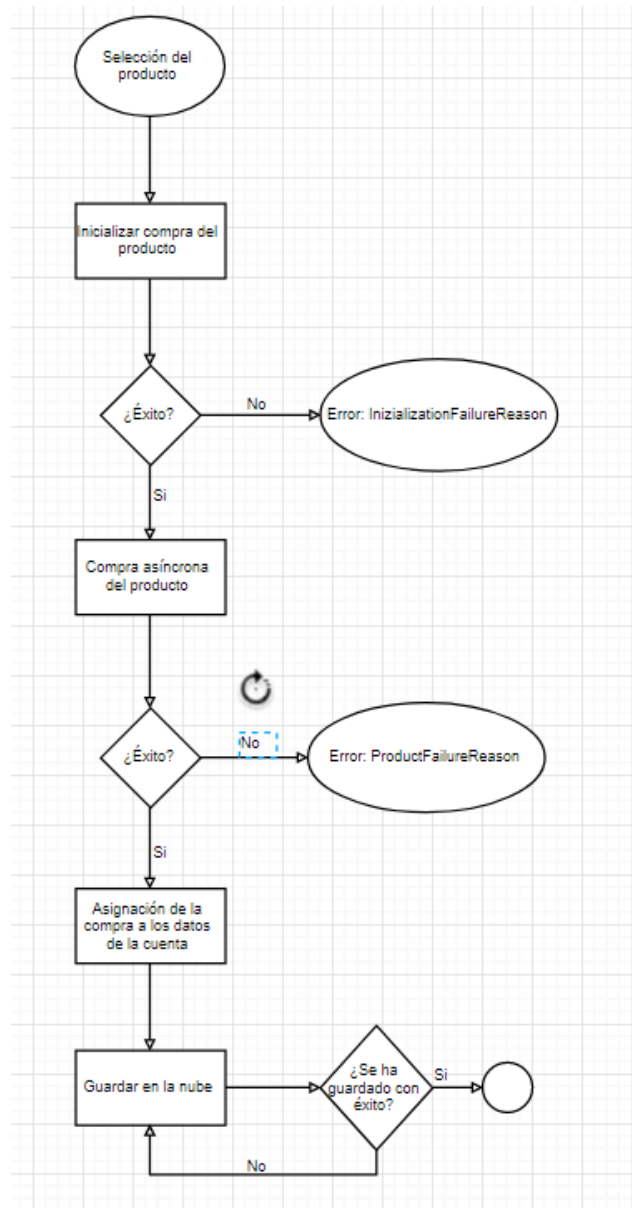 Selección del
producto
Inicializar compra del
producto
¿Éxito?
No
Error: InizializationFailureReason
Si
Compra asíncrona
del producto
¿Éxito?
No
Error: ProductFailureReason
Si
Asignación de la
compra a los datos
de la cuenta
Guardar en la nube
¿Se ha
guardado con
éxito?
Si
No